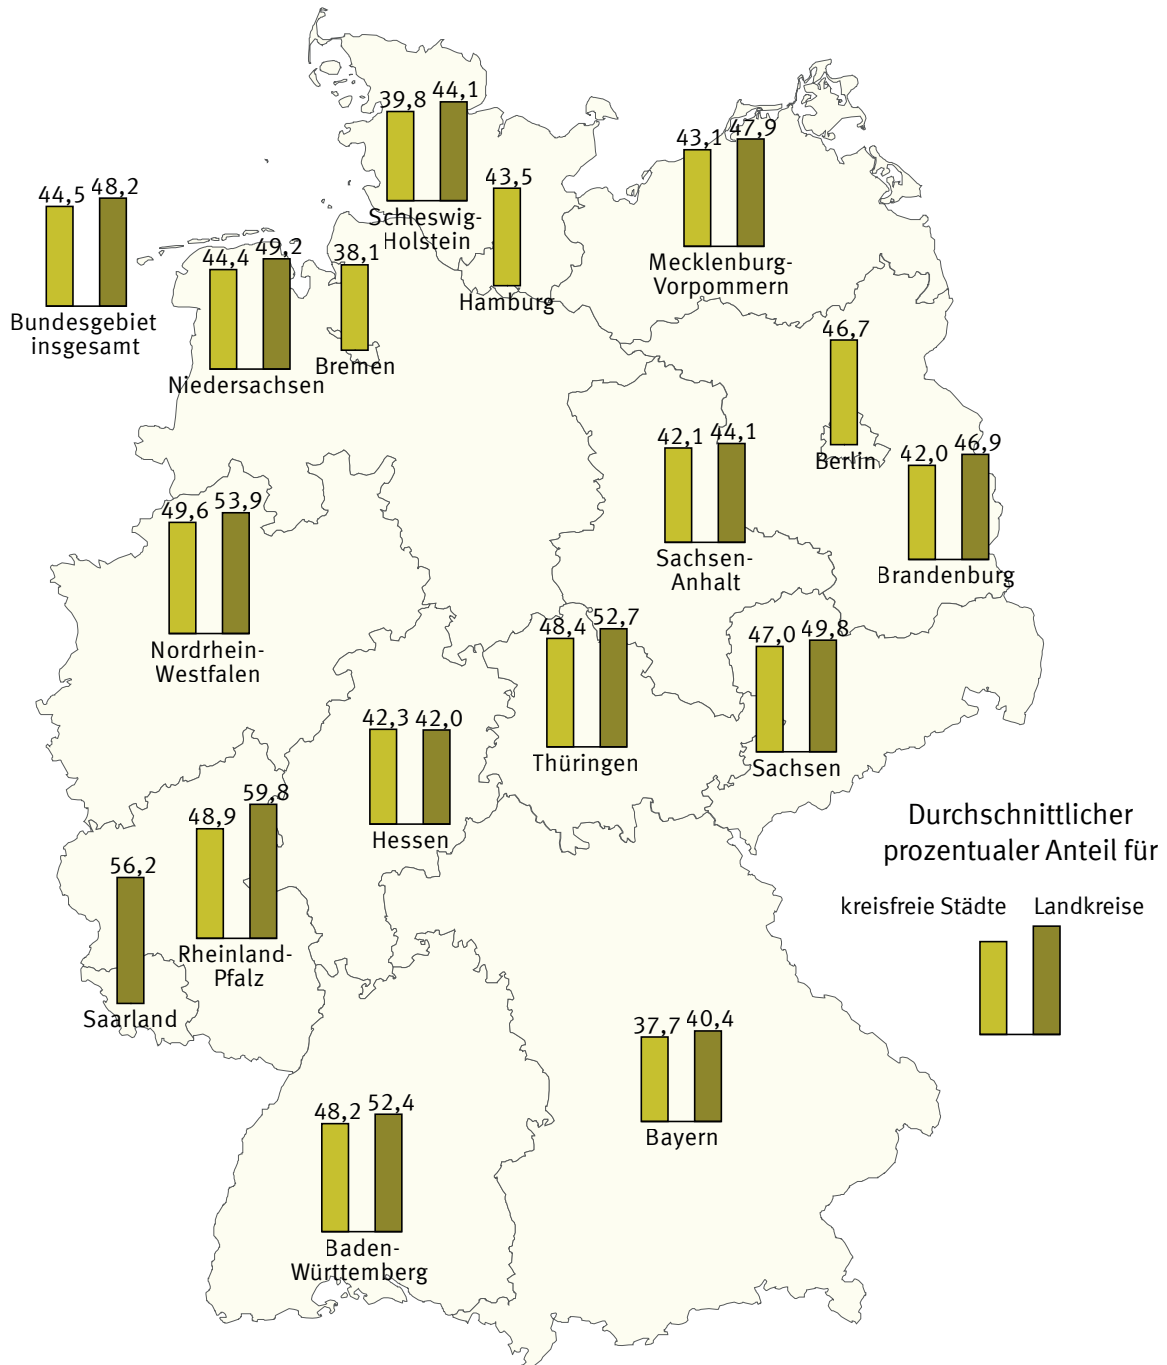 39,8 44,1
Schleswig-
Holstein
43,1 47,9
Mecklenburg-
Vorpommern
43,5
Hamburg
44,5 48,2
Bundesgebiet
insgesamt
44,4 49,2
Niedersachsen
38,1
Bremen
46,7
Berlin
42,1 44,1
Sachsen-
Anhalt
42,0 46,9
Brandenburg
49,6 53,9
Nordrhein-
Westfalen
48,4 52,7
Thüringen
47,0 49,8
Sachsen
42,3 42,0
Hessen
48,9 59,8
Rheinland-
Pfalz
56,2
Saarland
Durchschnittlicher
prozentualer Anteil für
kreisfreie Städte Landkreise
37,7 40,4
Bayern
48,2 52,4
Baden-
Württemberg